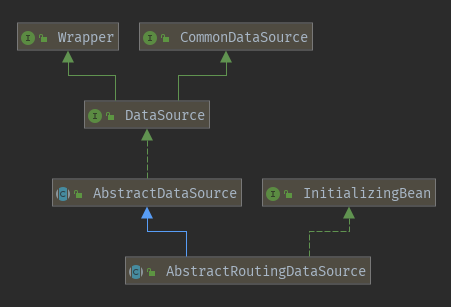 I Wrapper
I CommonDataSource
I DataSource
C AbstractDataSource
I InitializingBean
C AbstractRoutingDataSource